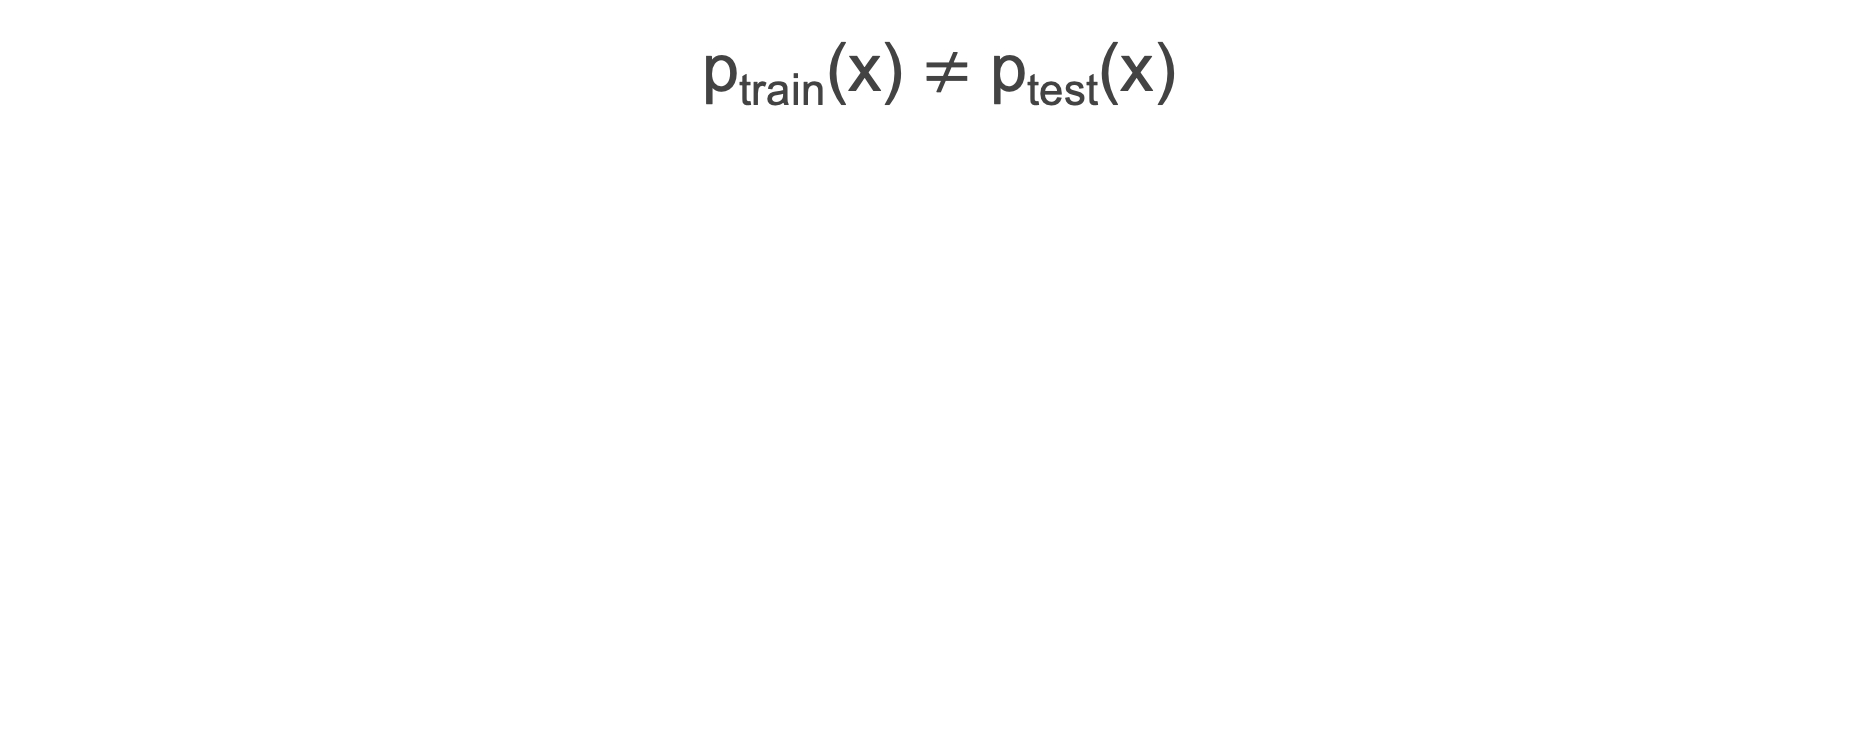 p_train(x) ≠ p_test(x)